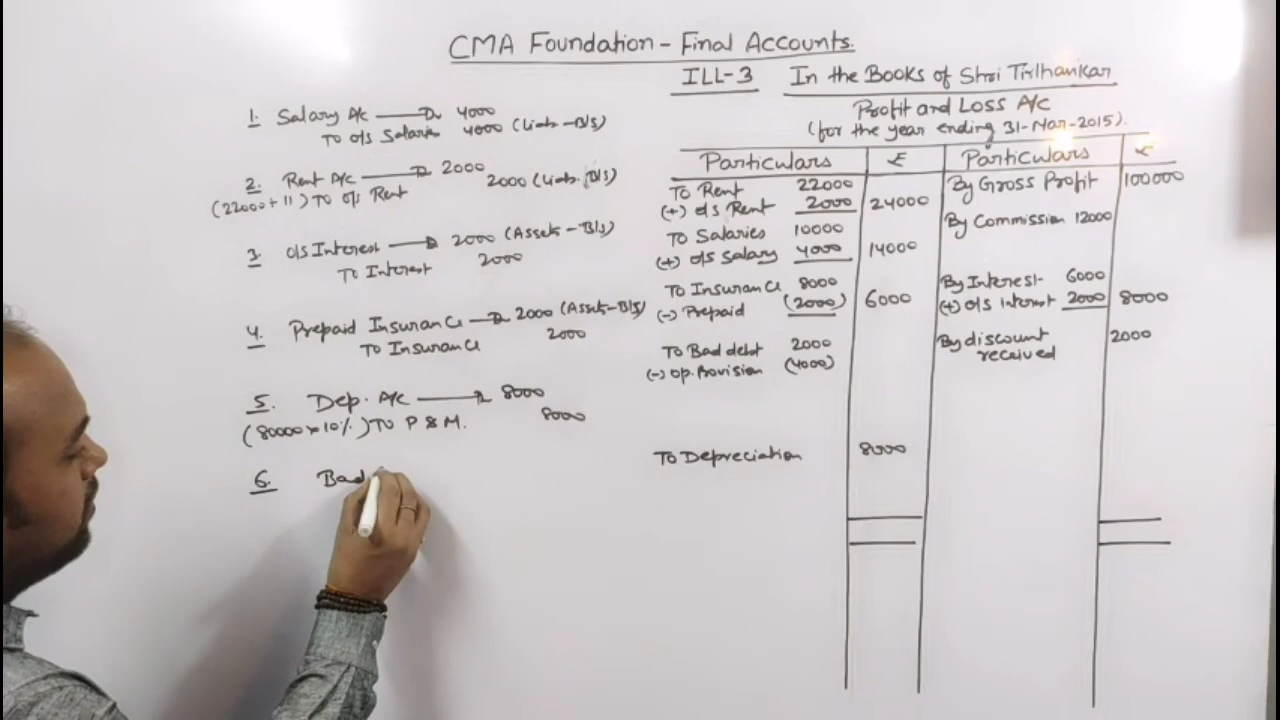 CMA Foundation - Final Accounts.
ILL-3 In the Books of Shri Tirthankar
Profit and Loss A/c
(for the year ending 31-Mar-2015).
1. Salary A/c → Dr 4000
To o/s Salaries 4000 (Liab-B/s)
2. Rent A/c → Dr 2000
(22000÷11) To o/s Rent 2000 (Liab. B/s)
3. O/s Interest → Dr 2000 (Assets-B/s)
To Interest 2000
4. Prepaid Insurance → Dr 2000 (Assets-B/s)
To Insurance 2000
5. Dep. A/c → Dr 8000
(80000×10%) To P & M. 8000
6. Bad
Particulars ₹ Particulars ₹
To Rent 22000
(+) o/s Rent 2000 24000
To Salaries 10000
(+) o/s Salary 4000 14000
To Insurance 8000
(-) Prepaid (2000) 6000
To Bad debt 2000
(-) Op. Provision (4000)
To Depreciation 8000
By Gross Profit 100000
By Commission 12000
By Interest 6000
(+) o/s Interest 2000 8000
By discount 2000
received